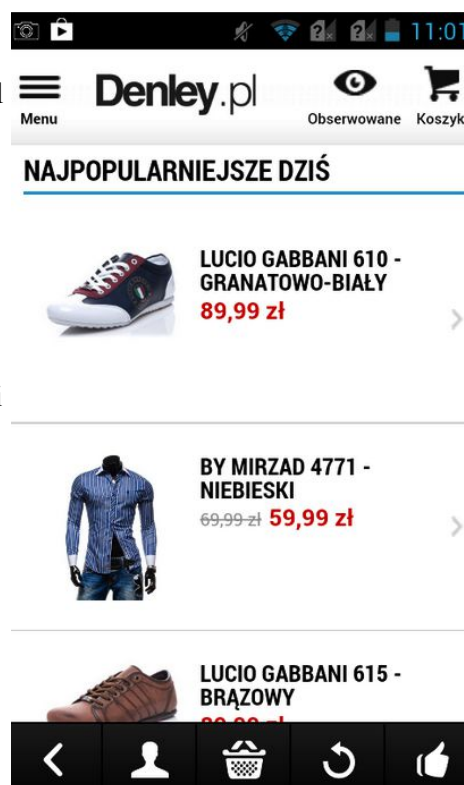 11:01
Menu
Denley.pl
Obserwowane
Koszyk
NAJPOPULARNIEJSZE DZIŚ
LUCIO GABBANI 610 -
GRANATOWO-BIAŁY
89,99 zł
BY MIRZAD 4771 -
NIEBIESKI
69,99 zł 59,99 zł
LUCIO GABBANI 615 -
BRĄZOWY